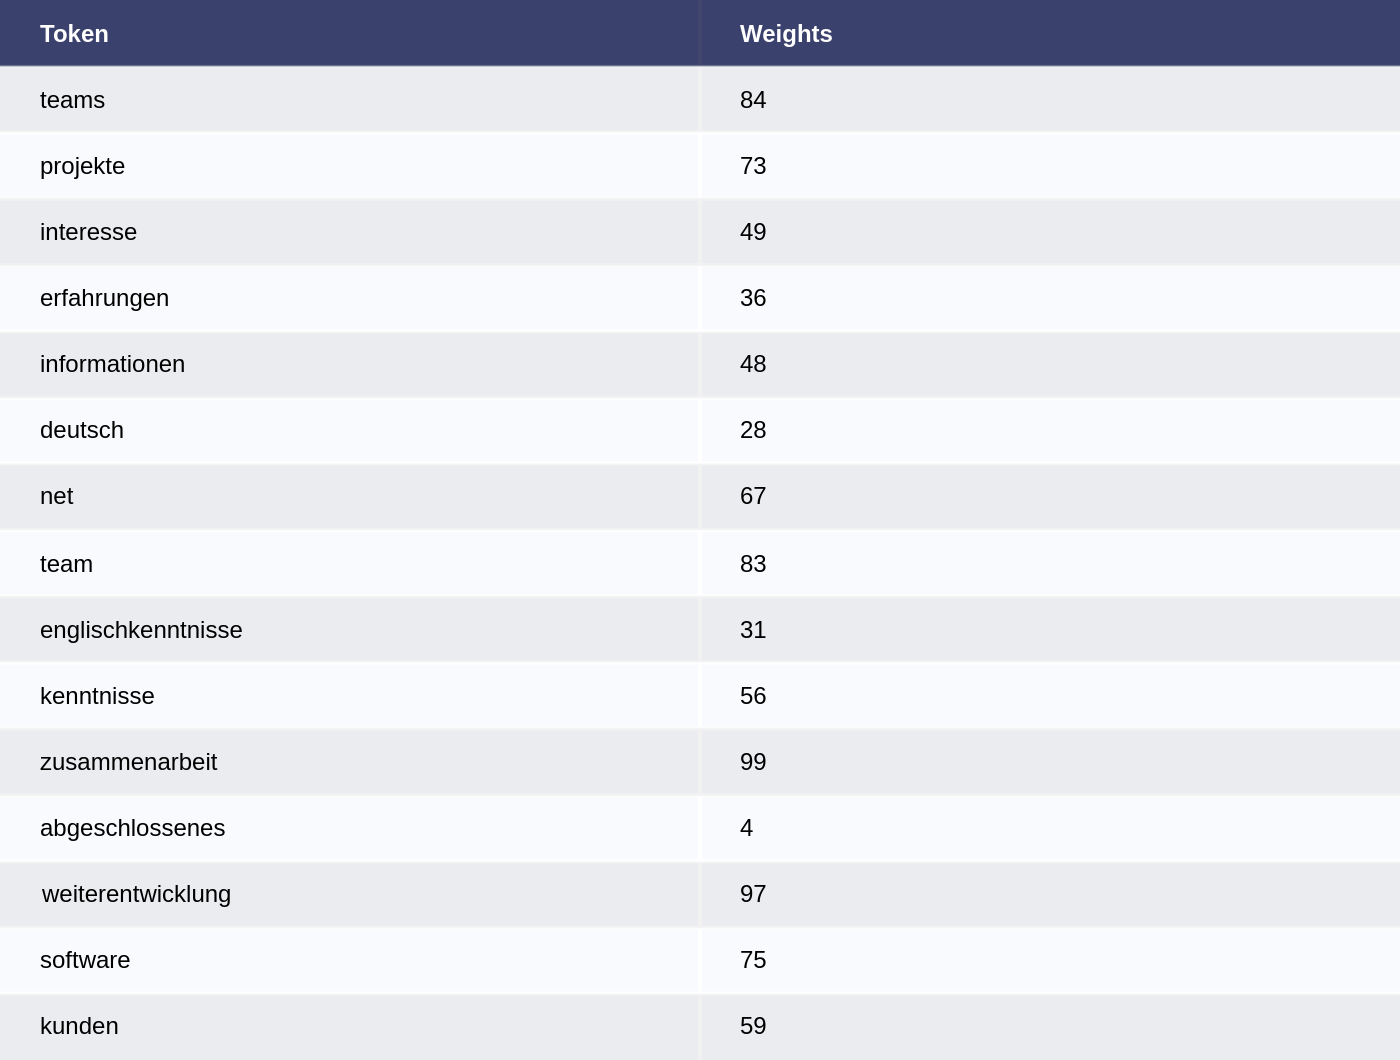 Token Weights
teams 84
projekte 73
interesse 49
erfahrungen 36
informationen 48
deutsch 28
net 67
team 83
englischkenntnisse 31
kenntnisse 56
zusammenarbeit 99
abgeschlossenes 4
weiterentwicklung 97
software 75
kunden 59